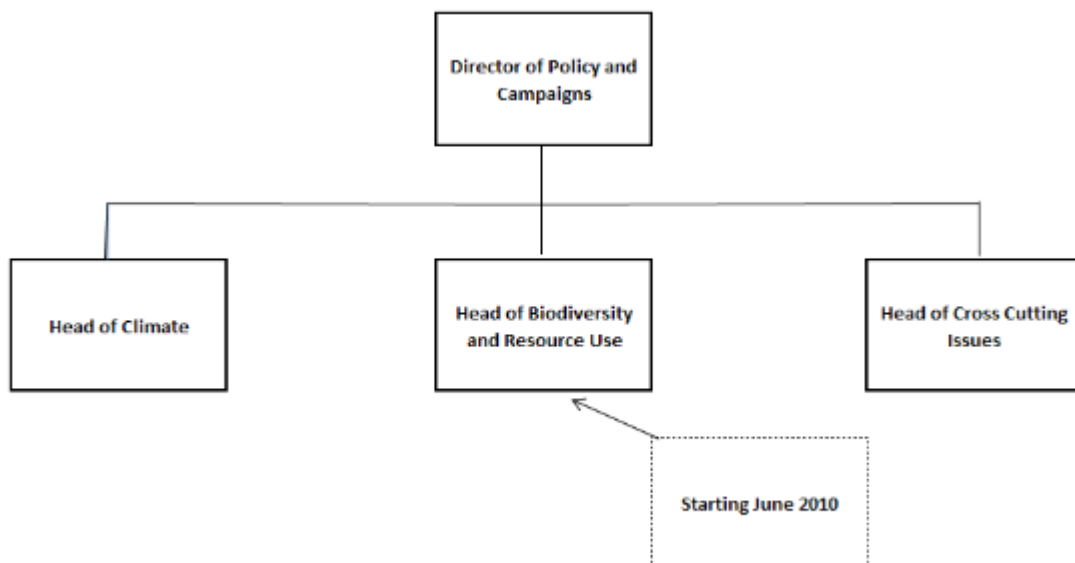 Director of Policy and
Campaigns
Head of Climate
Head of Biodiversity
and Resource Use
Head of Cross Cutting
Issues
Starting June 2010